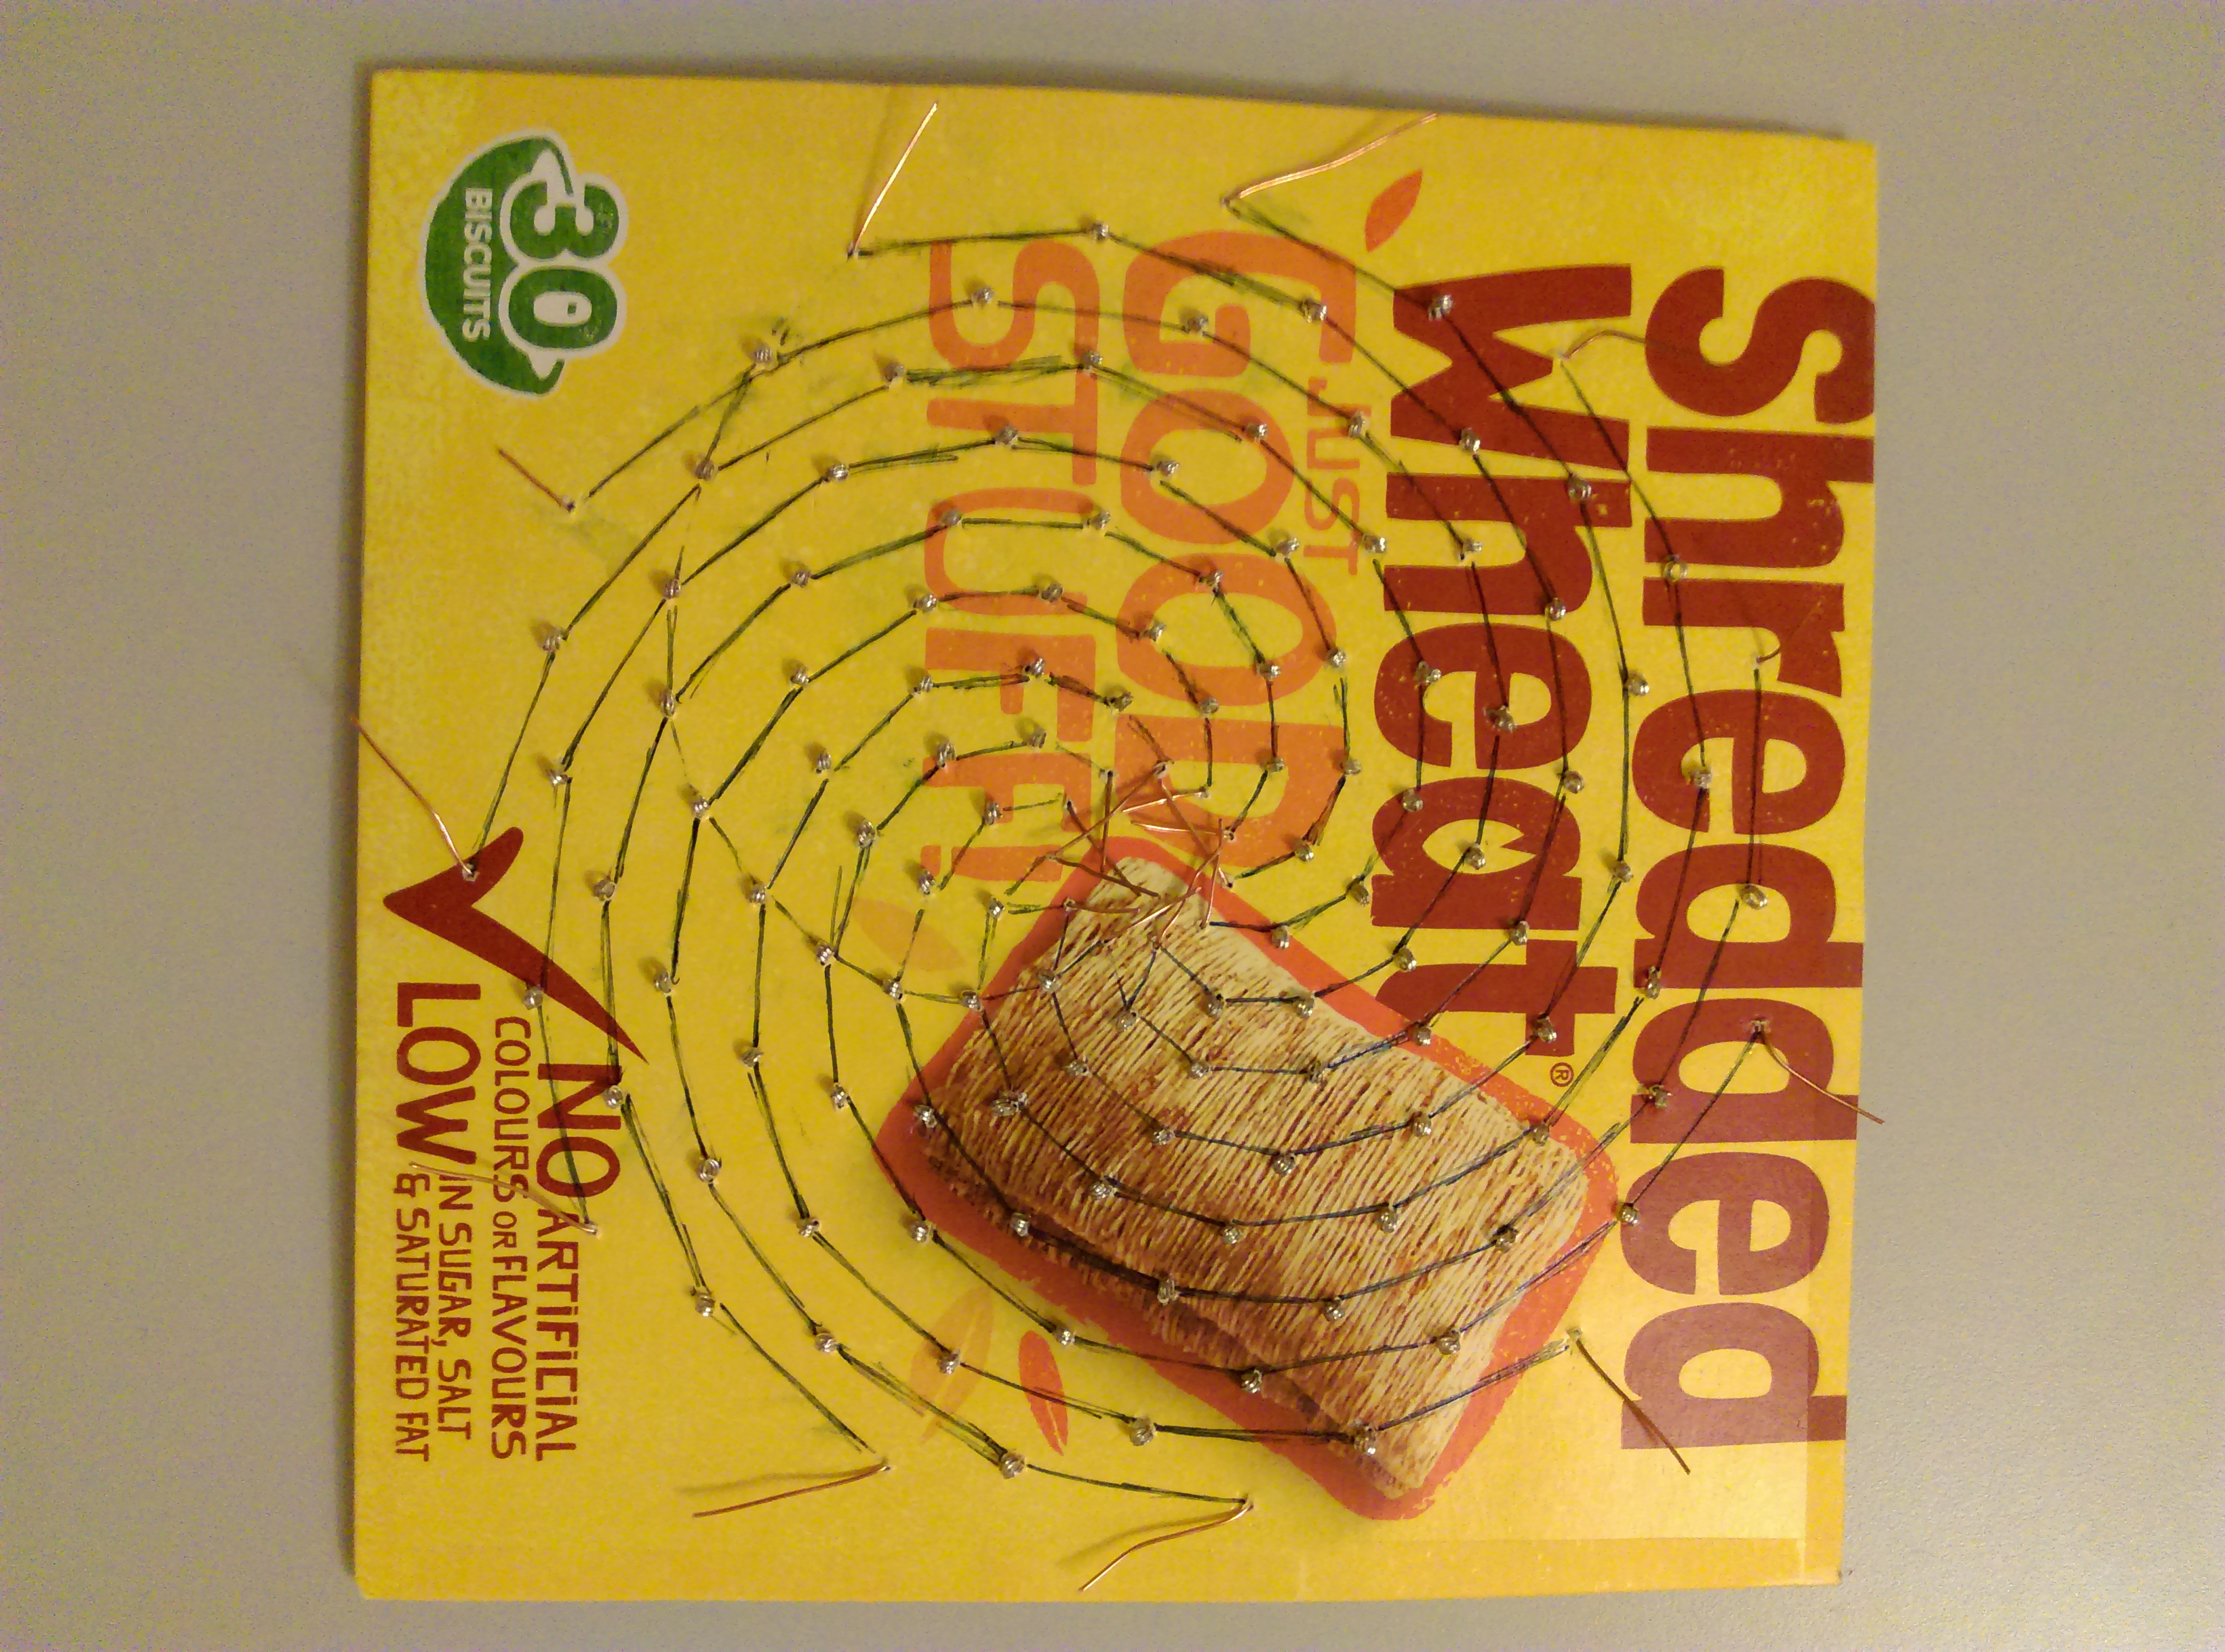 Shredded
Wheat®
JUST
GOOD
STUFF!
30
BISCUITS
NO ARTIFICIAL
COLOURS OR FLAVOURS
LOW IN SUGAR, SALT
& SATURATED FAT